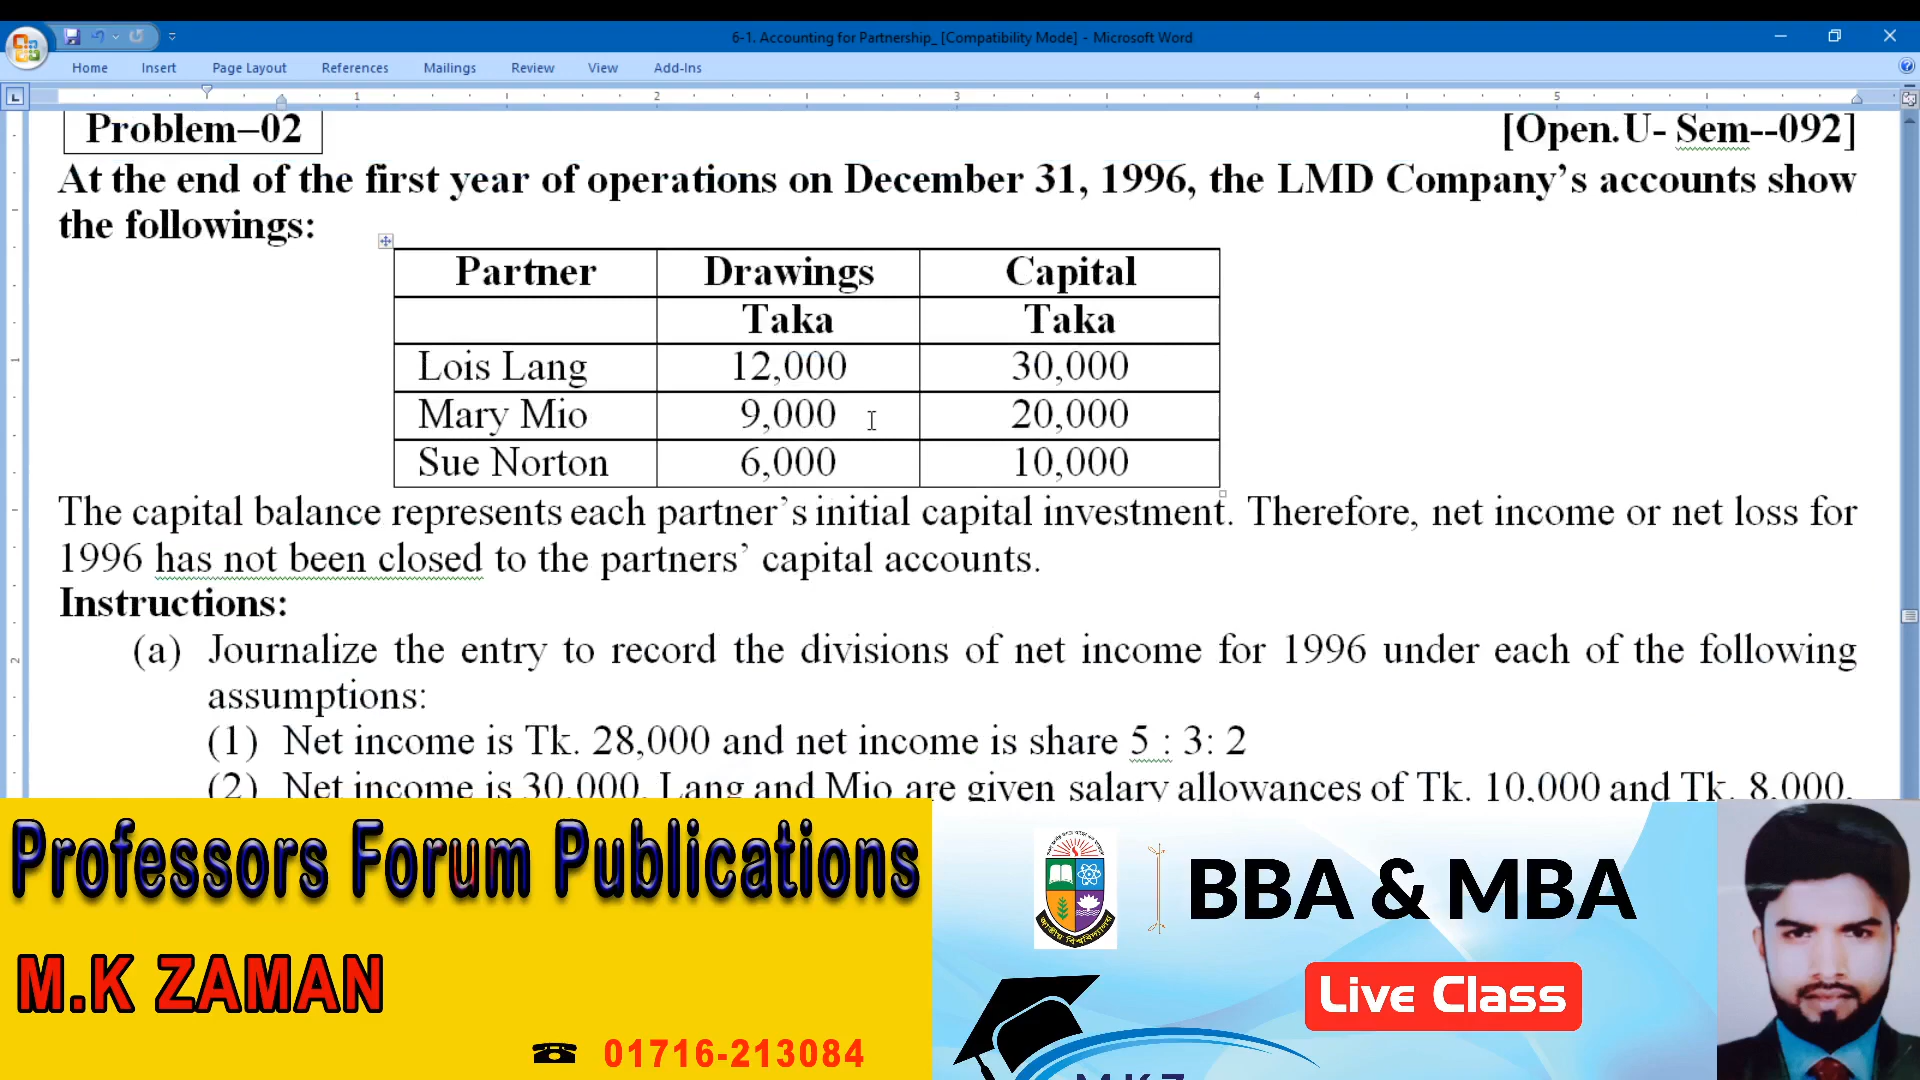 6-1. Accounting for Partnership_ [Compatibility Mode] - Microsoft Word
Home Insert Page Layout References Mailings Review View Add-Ins
1 2 3 4 5
Problem–02 [Open.U- Sem--092]
At the end of the first year of operations on December 31, 1996, the LMD Company’s accounts show
the followings:
Partner Drawings Capital
Taka Taka
Lois Lang 12,000 30,000
Mary Mio 9,000 20,000
Sue Norton 6,000 10,000
The capital balance represents each partner’s initial capital investment. Therefore, net income or net loss for
1996 has not been closed to the partners’ capital accounts.
Instructions:
(a) Journalize the entry to record the divisions of net income for 1996 under each of the following
assumptions:
(1) Net income is Tk. 28,000 and net income is share 5 : 3: 2
(2) Net income is 30,000. Lang and Mio are given salary allowances of Tk. 10,000 and Tk. 8,000,
Professors Forum Publications
M.K ZAMAN
☎ 01716-213084
BBA & MBA
Live Class